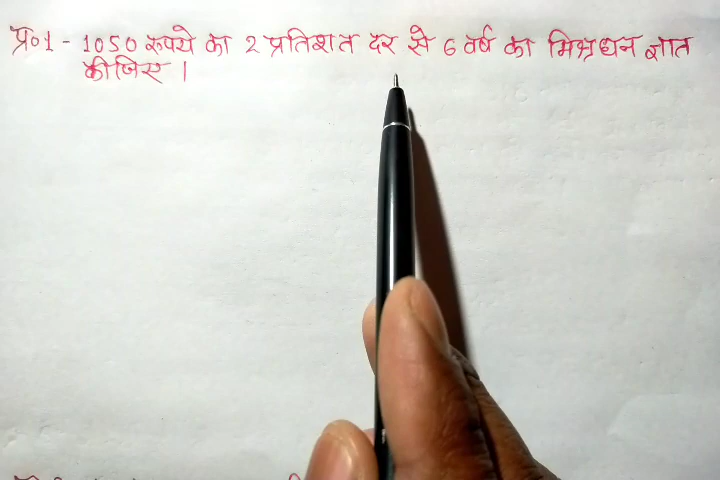 प्र०1 - 1050 रूपये का 2 प्रतिशत दर से 6 वर्ष का मिश्रधन ज्ञात
कीजिए।